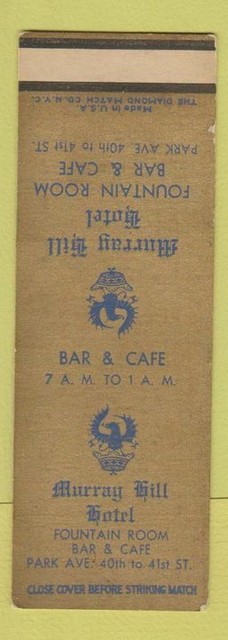 Made in U.S.A.
THE DIAMOND MATCH CO. N.Y.C.
PARK AVE. 40th to 41st ST.
BAR & CAFE
FOUNTAIN ROOM
Hotel
Murray Hill
BAR & CAFE
7 A. M. TO 1 A. M.
Murray Hill
Hotel
FOUNTAIN ROOM
BAR & CAFE
PARK AVE. 40th to 41st ST.
CLOSE COVER BEFORE STRIKING MATCH